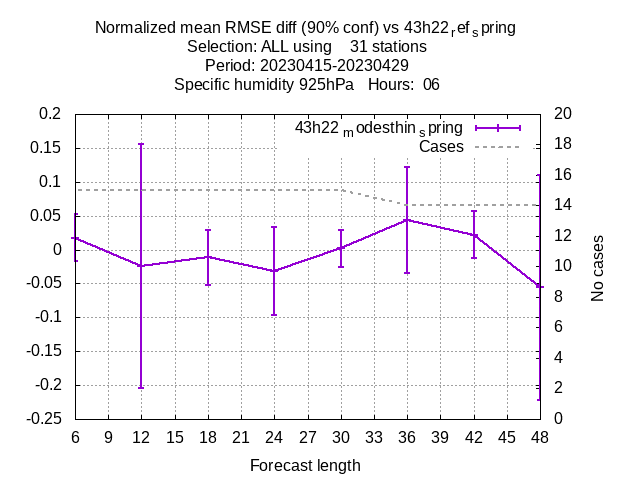 Normalized mean RMSE diff (90% conf) vs 43h22refspring
Selection: ALL using 31 stations
Period: 20230415-20230429
Specific humidity 925hPa Hours: 06
43h22modesthinspring
Cases
0.2
0.15
0.1
0.05
0
-0.05
-0.1
-0.15
-0.2
-0.25
20
18
16
14
12
10
8
6
4
2
0
No cases
6 9 12 15 18 21 24 27 30 33 36 39 42 45 48
Forecast length